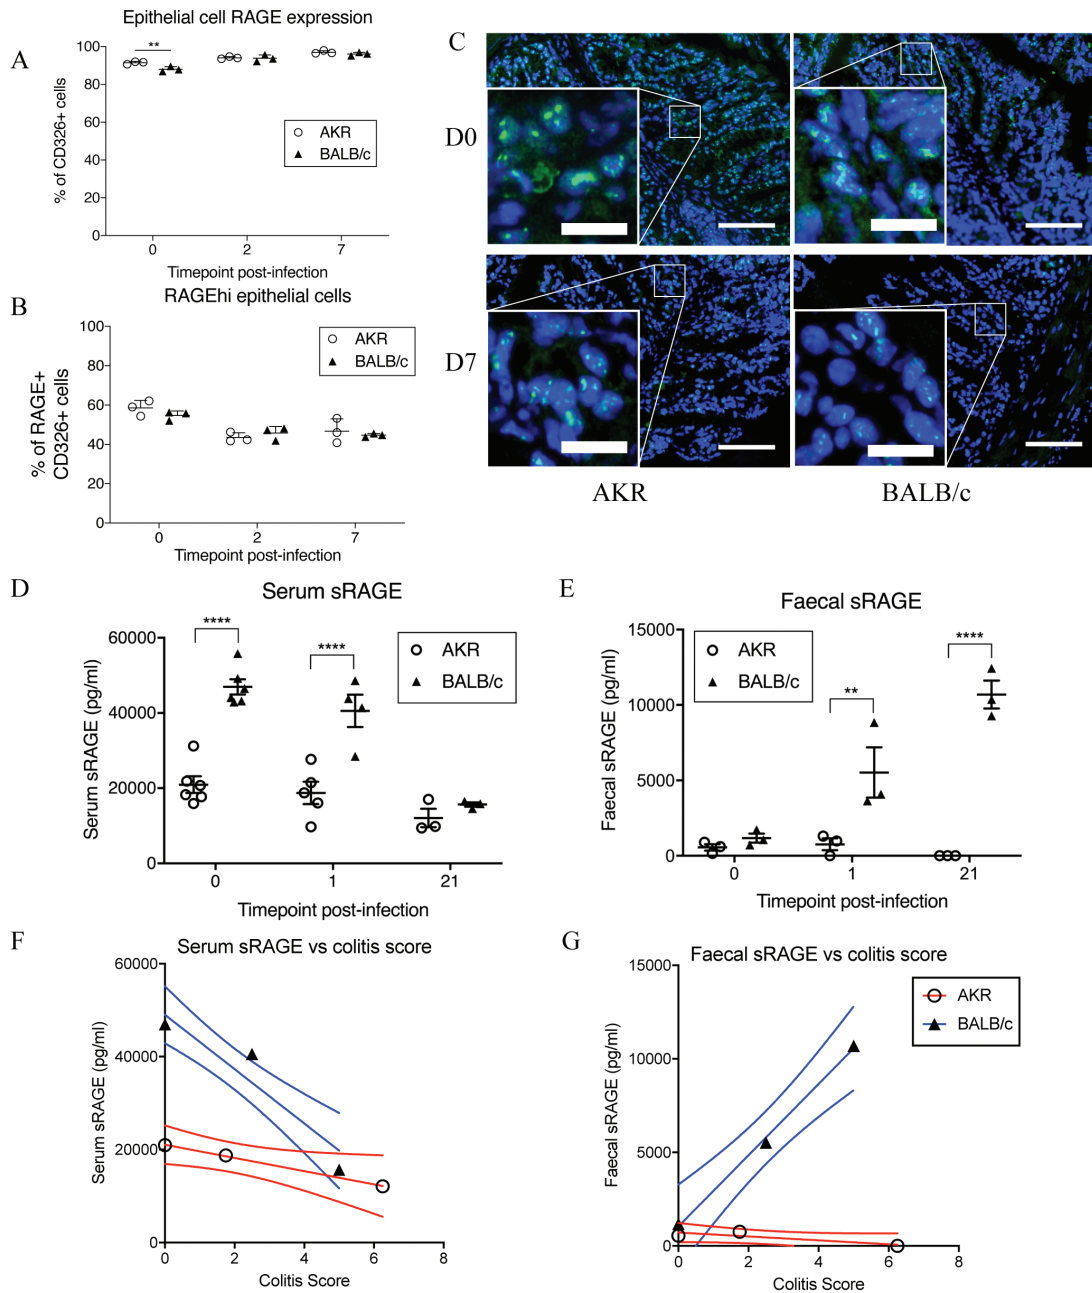 A
Epithelial cell RAGE expression
% of CD326+ cells
100
80
60
40
20
0
**
AKR
BALB/c
0
2
7
Timepoint post-infection
B
RAGEhi epithelial cells
% of RAGE+
CD326+ cells
100
80
60
40
20
0
AKR
BALB/c
0
2
7
Timepoint post-infection
C
D0
D7
AKR
BALB/c
D
Serum sRAGE
Serum sRAGE (pg/ml)
60000
40000
20000
0
****
****
AKR
BALB/c
0
1
21
Timepoint post-infection
E
Faecal sRAGE
Faecal sRAGE (pg/ml)
15000
10000
5000
0
AKR
BALB/c
**
****
0
1
21
Timepoint post-infection
F
Serum sRAGE vs colitis score
Serum sRAGE (pg/ml)
60000
40000
20000
0
0
2
4
6
8
Colitis Score
G
Faecal sRAGE vs colitis score
Faecal sRAGE (pg/ml)
15000
10000
5000
0
AKR
BALB/c
0
2
4
6
8
Colitis Score